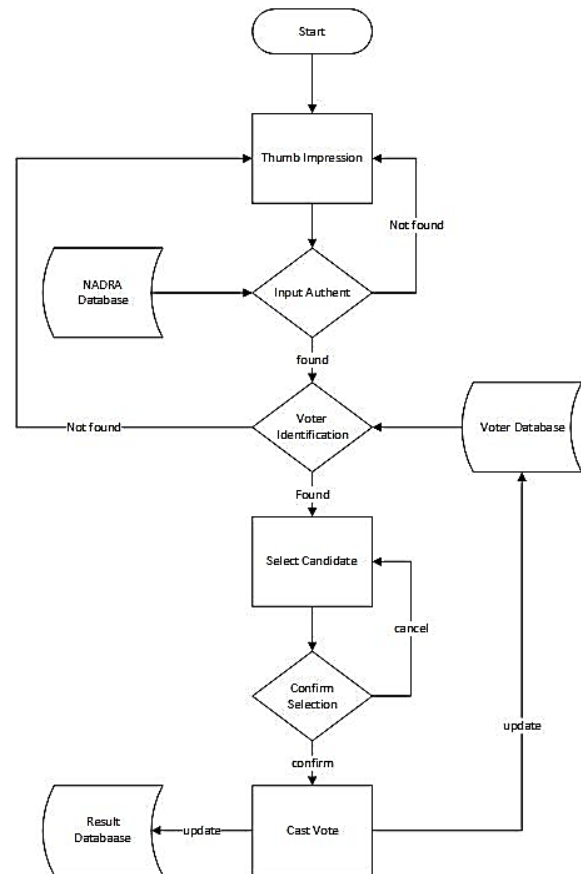 Start
Thumb Impression
Not found
NADRA
Database
Input Authent
found
Voter
Identification
Not found
Voter Database
Found
Select Candidate
cancel
Confirm
Selection
confirm
update
Result
Databaase
update
Cast Vote